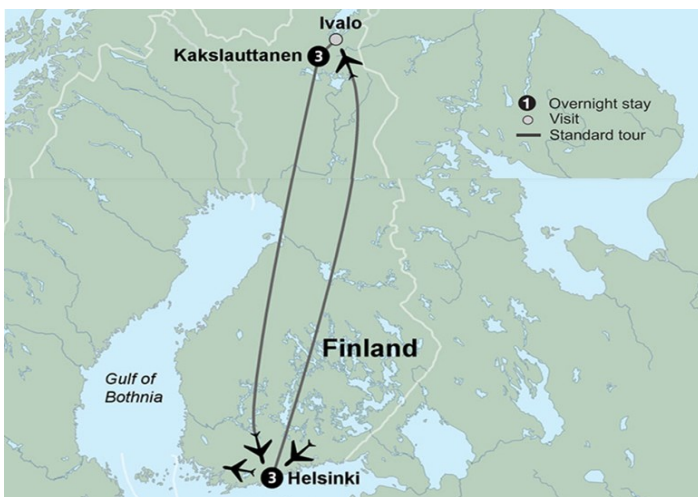 Ivalo
Kakslauttanen 3
1 Overnight stay
Visit
Standard tour
Finland
Gulf of
Bothnia
3 Helsinki